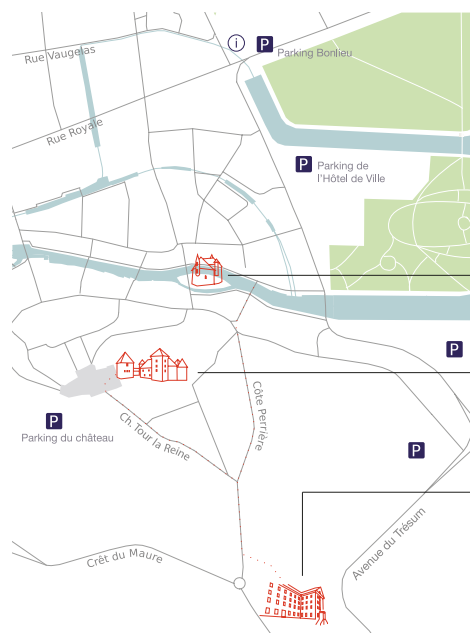 i
P
Parking Bonlieu
Rue Vaugelas
Rue Royale
P
Parking de
l'Hôtel de Ville
P
P
Parking du château
Côte Perrière
Ch. Tour la Reine
P
Crêt du Maure
Avenue du Trésum